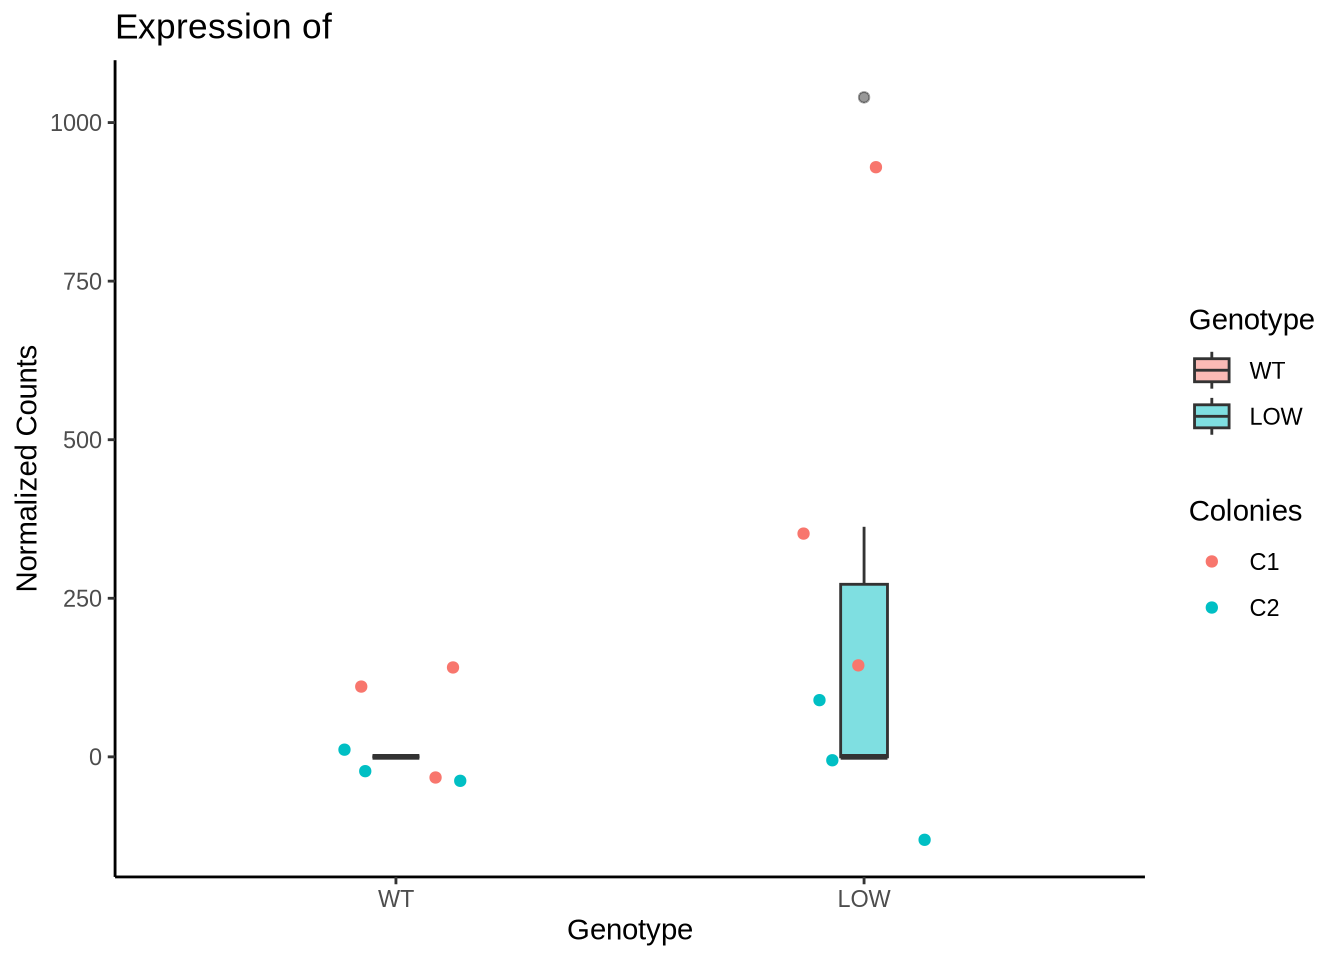 Expression of
Normalized Counts
1000
750
500
250
0
WT
LOW
Genotype
Genotype
WT
LOW
Colonies
C1
C2